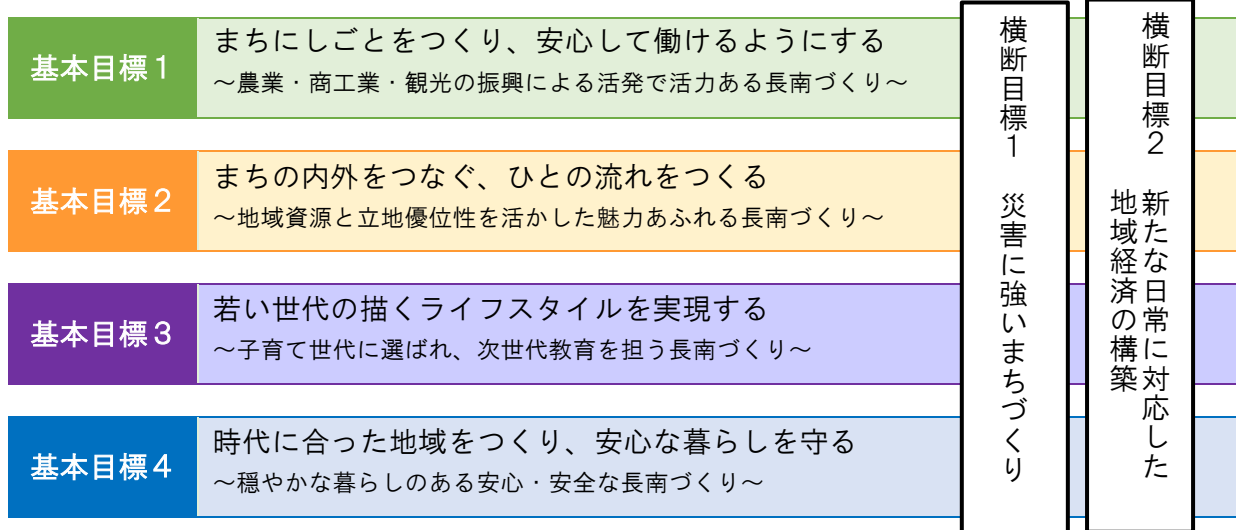 基本目標１
まちにしごとをつくり、安心して働けるようにする
～農業・商工業・観光の振興による活発で活力ある長南づくり～
基本目標２
まちの内外をつなぐ、ひとの流れをつくる
～地域資源と立地優位性を活かした魅力あふれる長南づくり～
基本目標３
若い世代の描くライフスタイルを実現する
～子育て世代に選ばれ、次世代教育を担う長南づくり～
基本目標４
時代に合った地域をつくり、安心な暮らしを守る
～穏やかな暮らしのある安心・安全な長南づくり～
横断目標１　災害に強いまちづくり
横断目標２　新たな日常に対応した
地域経済の構築